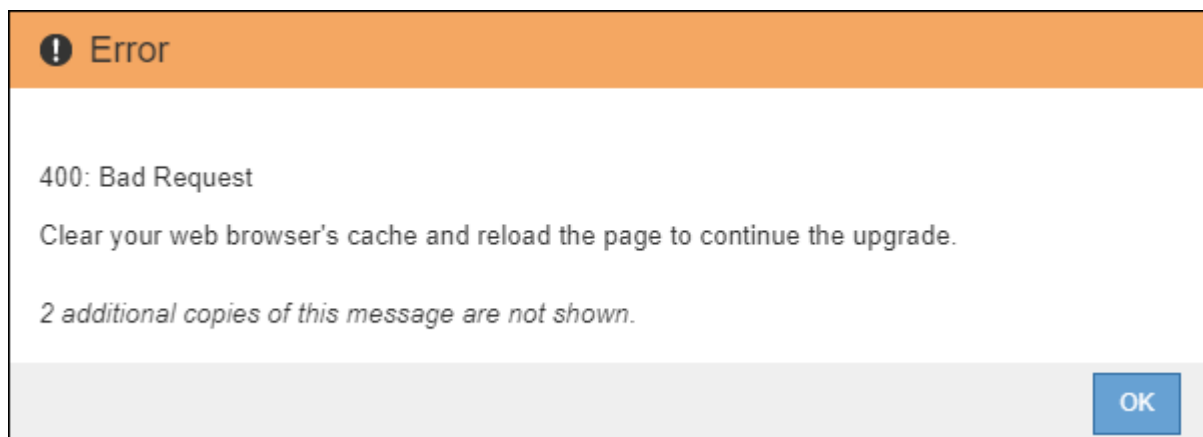 Error
400: Bad Request
Clear your web browser's cache and reload the page to continue the upgrade.
2 additional copies of this message are not shown.
OK